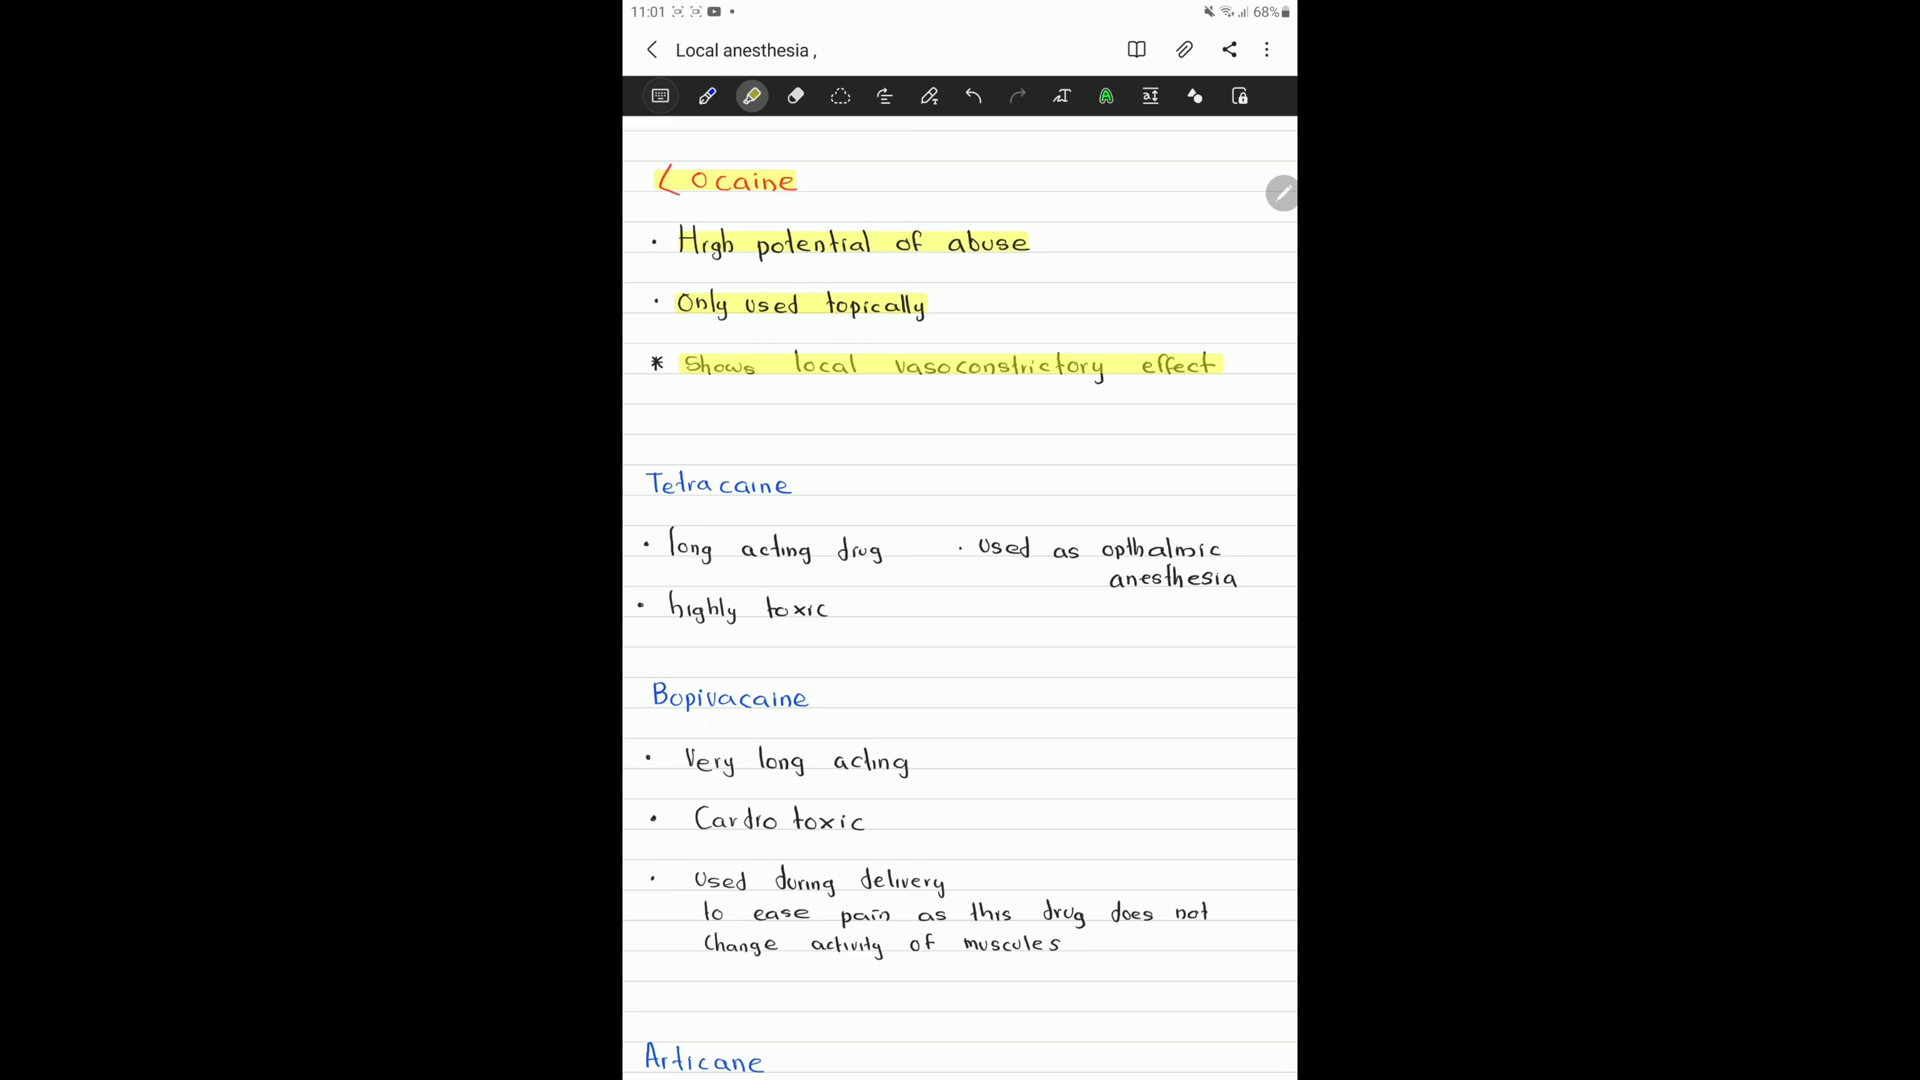 11:01 68%
Local anesthesia ,
Cocaine
· High potential of abuse
· Only used topically
* Shows local vasoconstrictory effect
Tetracaine
· long acting drug · Used as opthalmic
anesthesia
· highly toxic
Bopivacaine
· Very long acting
· Cardio toxic
· Used during delivery
to ease pain as this drug does not
change activity of muscules
Articane